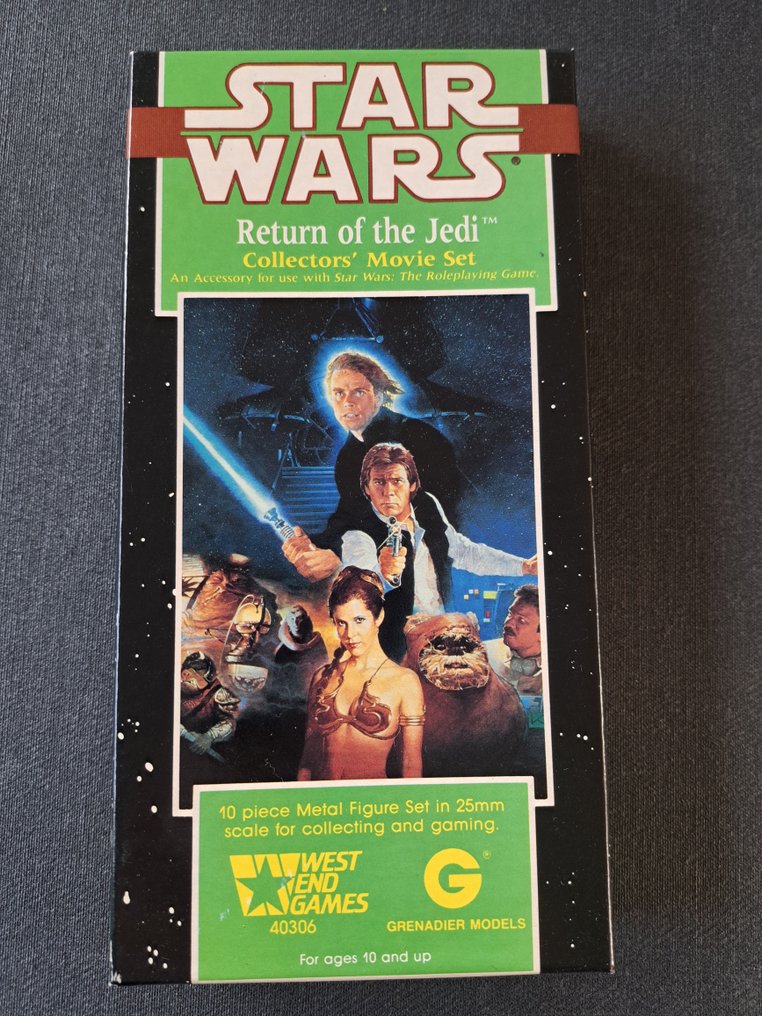 STAR
WARS®
Return of the Jedi™
Collectors' Movie Set
An Accessory for use with Star Wars: The Roleplaying Game.
10 piece Metal Figure Set in 25mm
scale for collecting and gaming.
WEST
END
GAMES
40306
G®
GRENADIER MODELS
For ages 10 and up